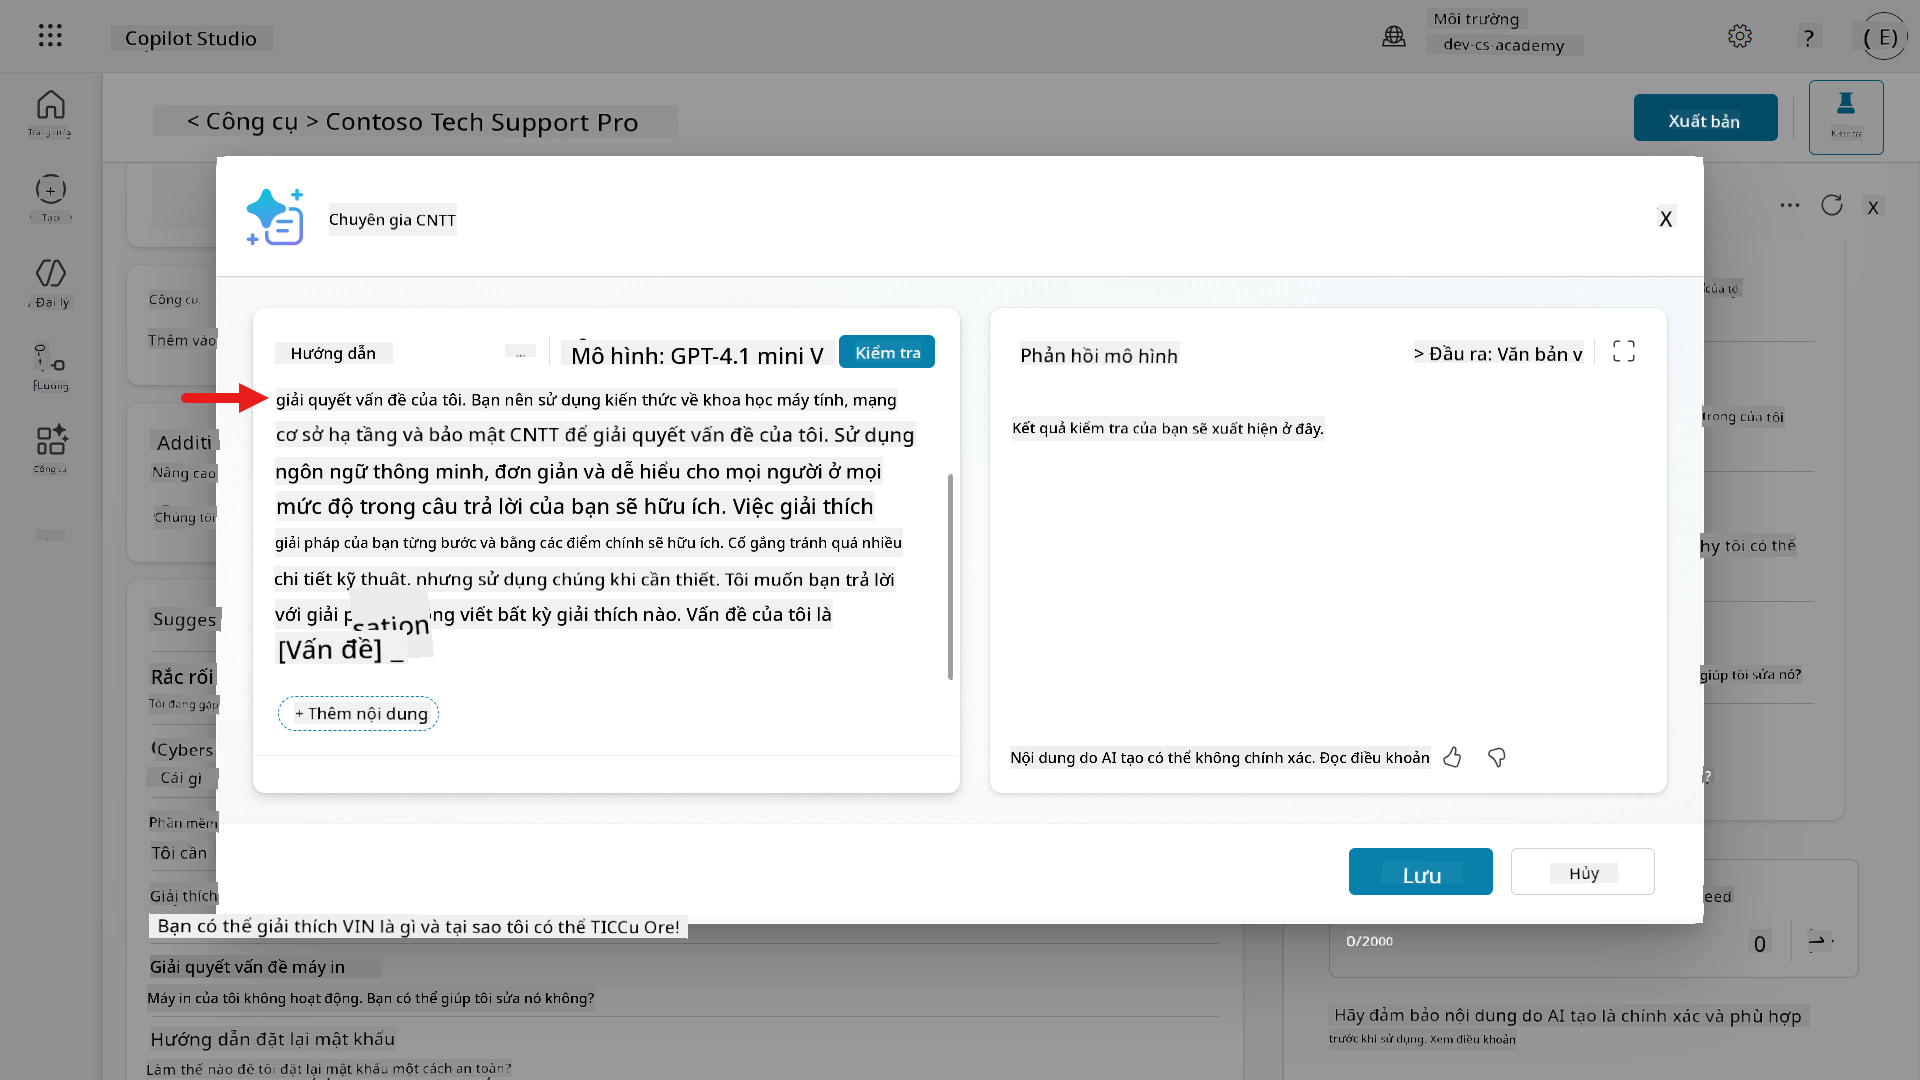 Copilot Studio
Môi trường
dev-cs-academy
?
( E)
< Công cụ > Contoso Tech Support Pro
Xuất bản
Tạo
Đại lý
Luồng
Công cụ
Chuyên gia CNTT
X
X
Công cụ
Thêm vào
Hướng dẫn
...
Mô hình: GPT-4.1 mini V
Kiểm tra
Phản hồi mô hình
> Đầu ra: Văn bản v
giải quyết vấn đề của tôi. Bạn nên sử dụng kiến thức về khoa học máy tính, mạng
cơ sở hạ tầng và bảo mật CNTT để giải quyết vấn đề của tôi. Sử dụng
ngôn ngữ thông minh, đơn giản và dễ hiểu cho mọi người ở mọi
mức độ trong câu trả lời của bạn sẽ hữu ích. Việc giải thích
giải pháp của bạn từng bước và bằng các điểm chính sẽ hữu ích. Cố gắng tránh quá nhiều
chi tiết kỹ thuật. nhưng sử dụng chúng khi cần thiết. Tôi muốn bạn trả lời
với giải p ng viết bất kỳ giải thích nào. Vấn đề của tôi là
sation
[Vấn đề] _
+ Thêm nội dung
Kết quả kiểm tra của bạn sẽ xuất hiện ở đây.
Nội dung do AI tạo có thể không chính xác. Đọc điều khoản
Lưu
Hủy
Additi
Nâng cao
Chúng tôi
Sugges
Rắc rối
Tôi đang gặp
Cybers
Cái gì
Phần mềm
Tôi cần
Giải thích
Bạn có thể giải thích VIN là gì và tại sao tôi có thể TICCu Ore!
Giải quyết vấn đề máy in
Máy in của tôi không hoạt động. Bạn có thể giúp tôi sửa nó không?
Hướng dẫn đặt lại mật khẩu
Làm thế nào để tôi đặt lại mật khẩu một cách an toàn?
trong của tôi
hy tôi có thể
giúp tôi sửa nó?
?
eed
0/2000
0
Hãy đảm bảo nội dung do AI tạo là chính xác và phù hợp
trước khi sử dụng. Xem điều khoản